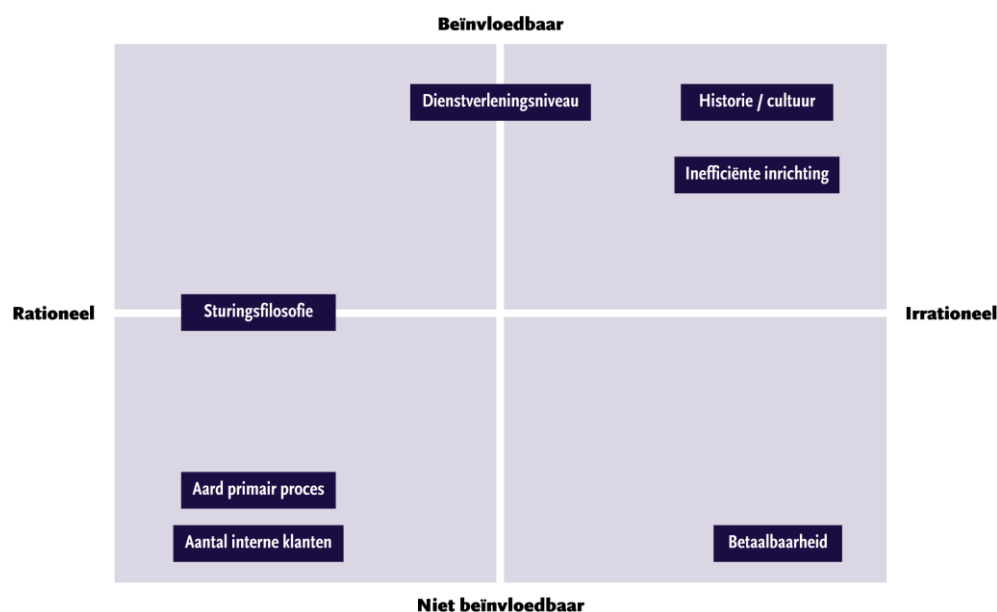 Beïnvloedbaar
Dienstverleningsniveau
Historie / cultuur
Inefficiënte inrichting
Rationeel
Sturingsfilosofie
Irrationeel
Aard primair proces
Aantal interne klanten
Betaalbaarheid
Niet beïnvloedbaar